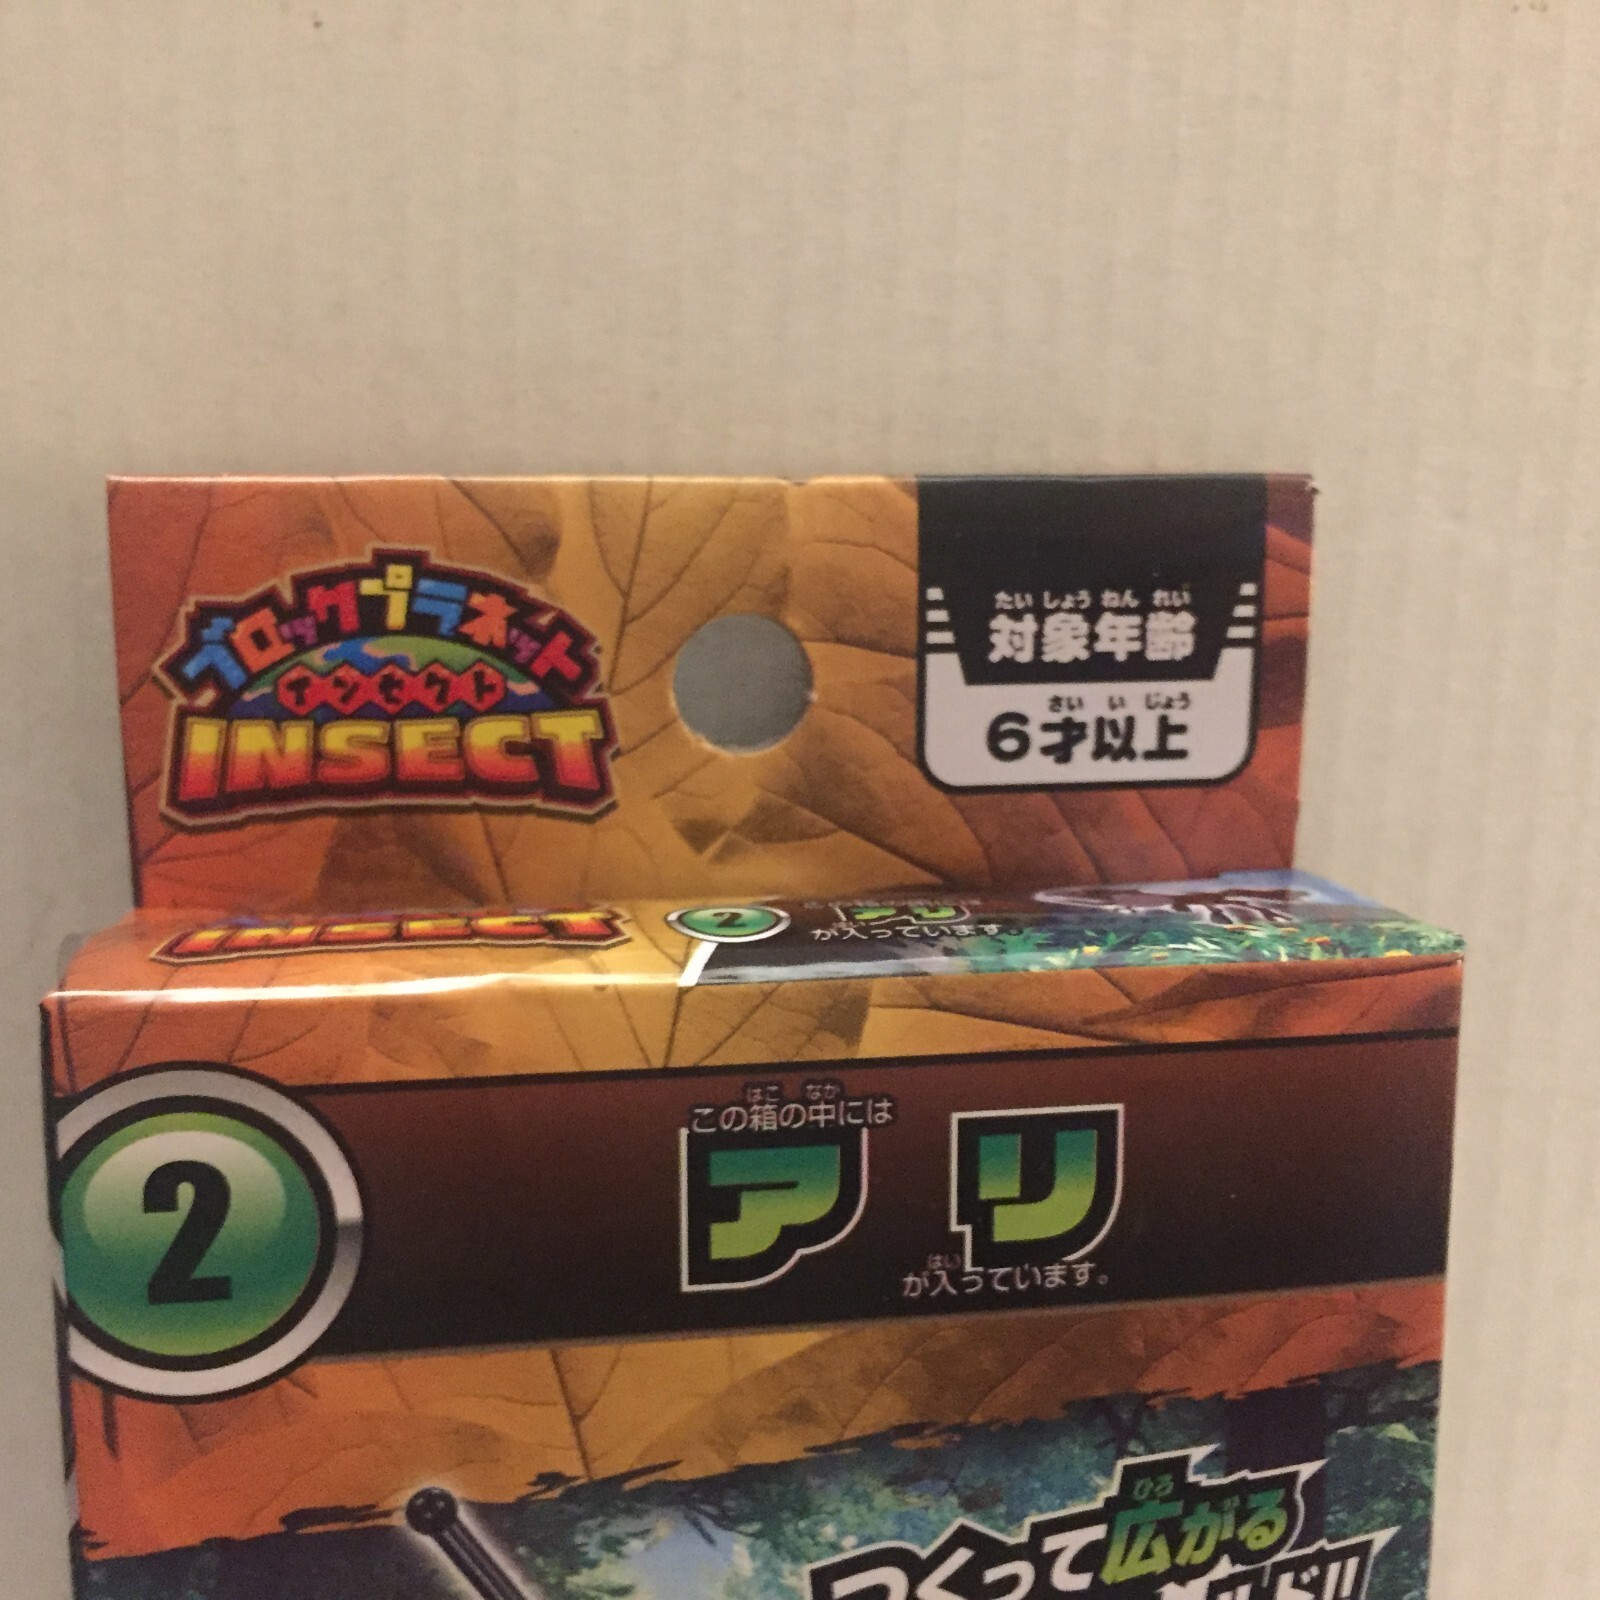 ブロックプラネット
インセクト
INSECT
たいしょうねんれい
対象年齢
さいいじょう
6才以上
INSECT
2
アリ
が入っています。
2
はこ なか
この箱の中には
アリ
はい
が入っています。
ひろ
つくって広がる